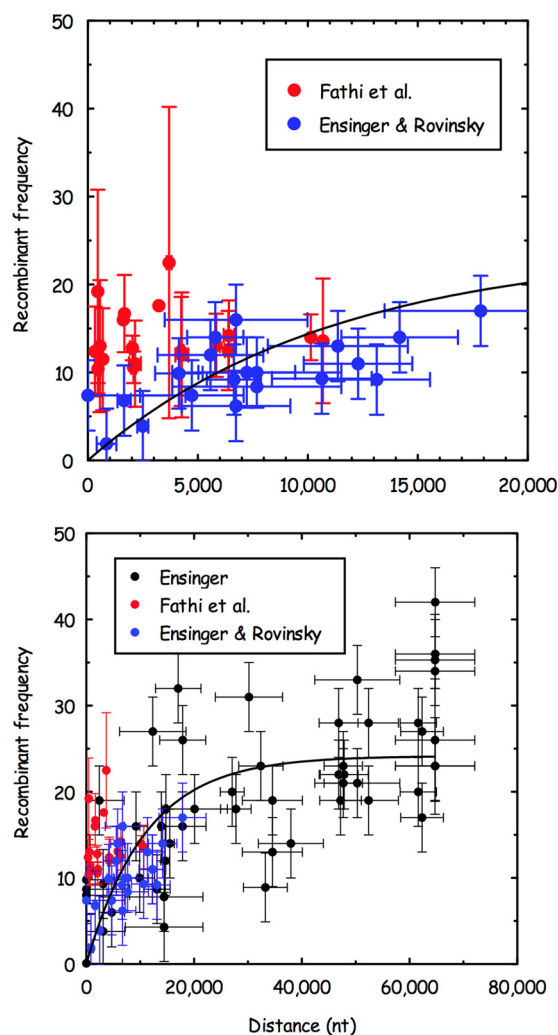 50
40
30
20
10
0
Recombinant frequency
Fathi et al.
Ensinger & Rovinsky
0
5,000
10,000
15,000
20,000
50
40
30
20
10
0
Recombinant frequency
Ensinger
Fathi et al.
Ensinger & Rovinsky
0
20,000
40,000
60,000
80,000
Distance (nt)